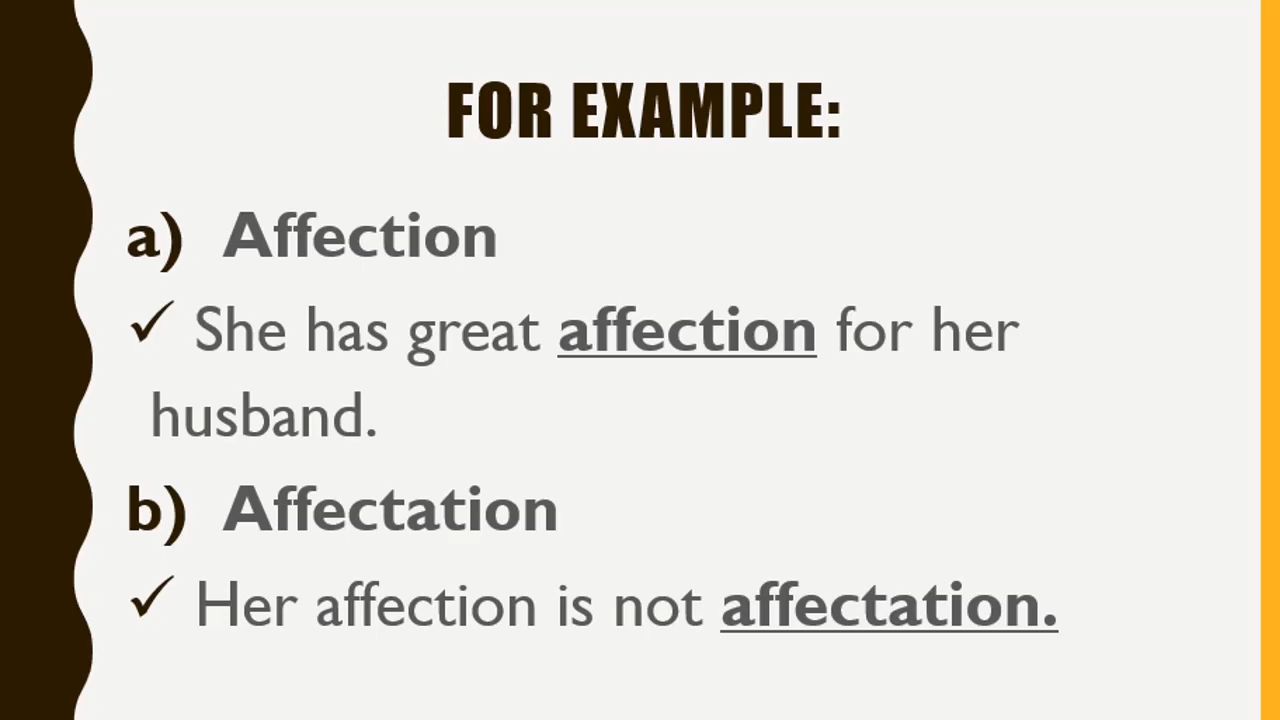 FOR EXAMPLE:
a) Affection
✓ She has great affection for her
husband.
b) Affectation
✓ Her affection is not affectation.